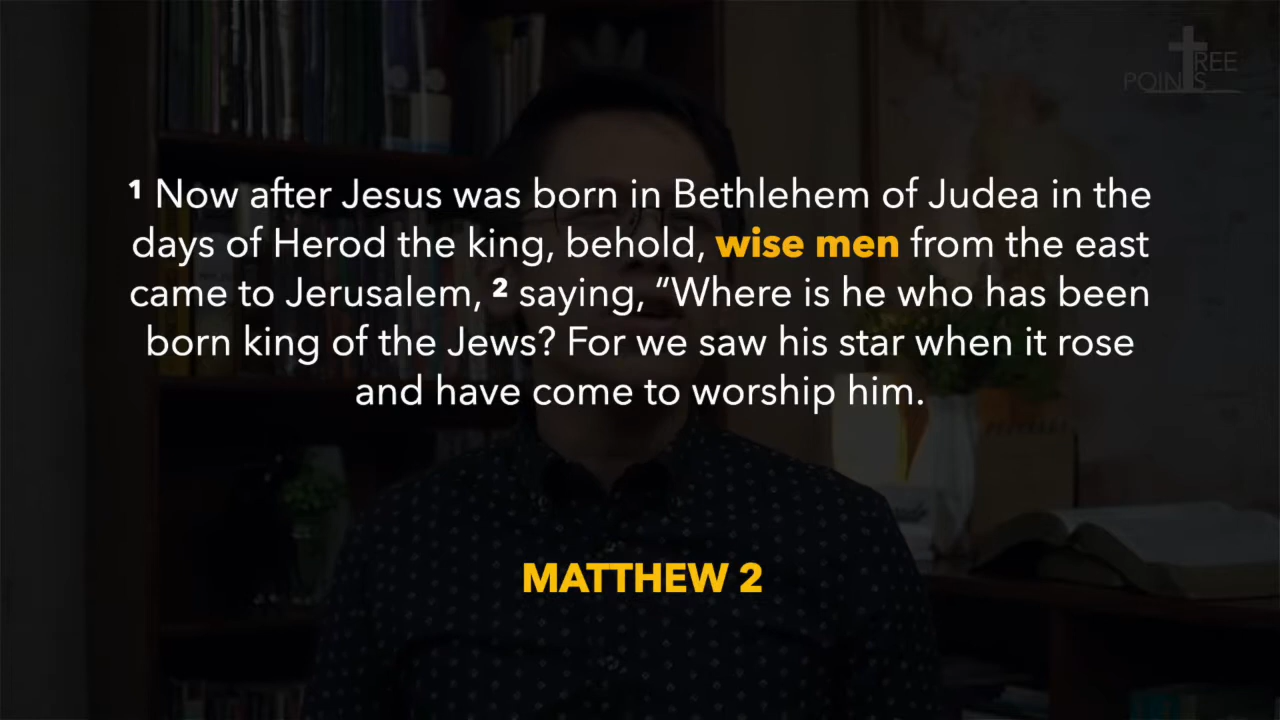 TREE
POINTS
¹ Now after Jesus was born in Bethlehem of Judea in the
days of Herod the king, behold, wise men from the east
came to Jerusalem, ² saying, “Where is he who has been
born king of the Jews? For we saw his star when it rose
and have come to worship him.
MATTHEW 2